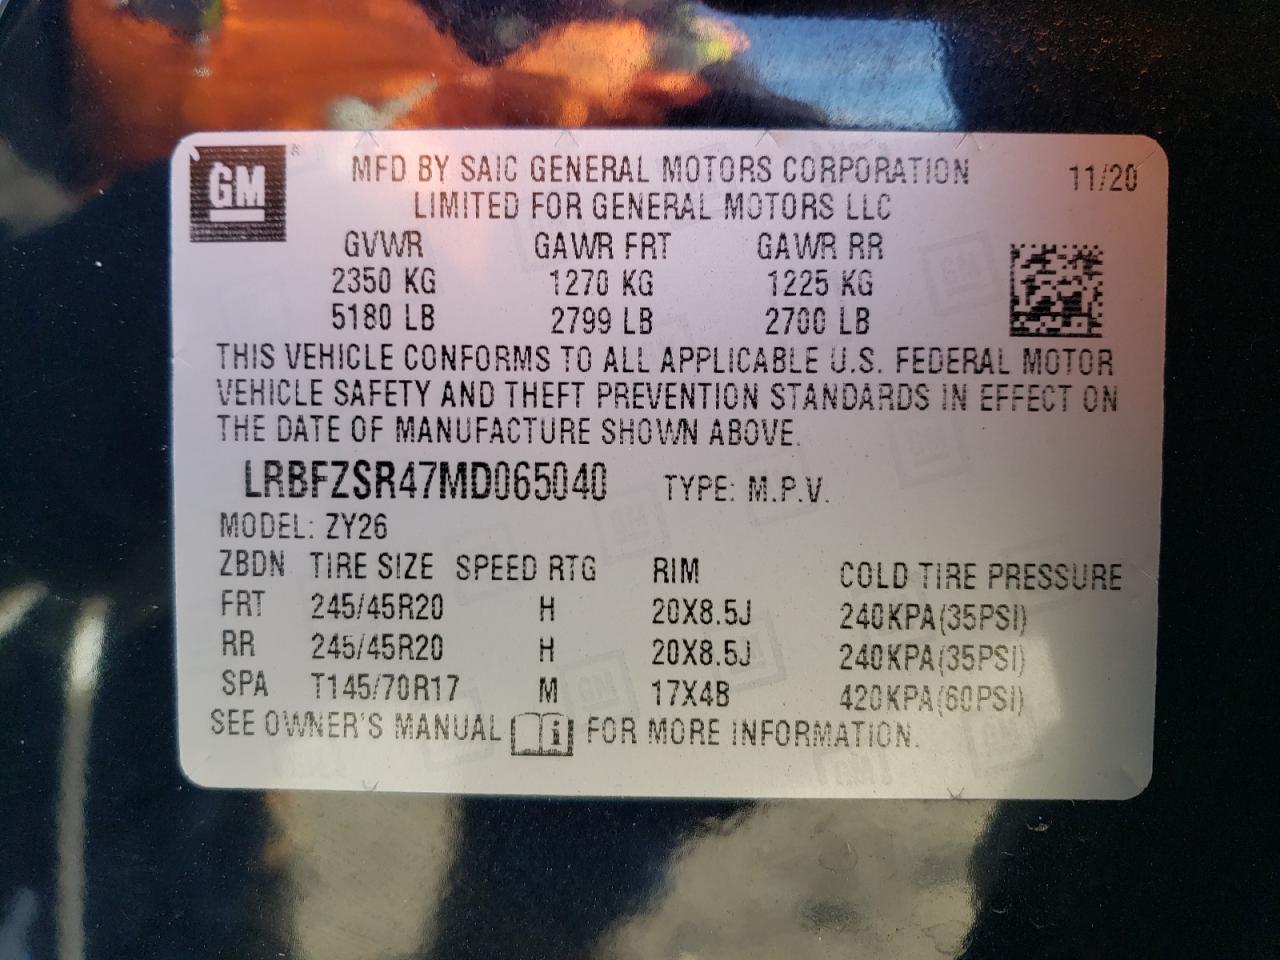 GM
MFD BY SAIC GENERAL MOTORS CORPORATION 11/20
LIMITED FOR GENERAL MOTORS LLC
GVWR GAWR FRT GAWR RR
2350 KG 1270 KG 1225 KG
5180 LB 2799 LB 2700 LB
THIS VEHICLE CONFORMS TO ALL APPLICABLE U.S. FEDERAL MOTOR
VEHICLE SAFETY AND THEFT PREVENTION STANDARDS IN EFFECT ON
THE DATE OF MANUFACTURE SHOWN ABOVE.
LRBFZSR47MD065040 TYPE: M.P.V.
MODEL: ZY26
ZBDN TIRE SIZE SPEED RTG RIM COLD TIRE PRESSURE
FRT 245/45R20 H 20X8.5J 240KPA(35PSI)
RR 245/45R20 H 20X8.5J 240KPA(35PSI)
SPA T145/70R17 M 17X4B 420KPA(60PSI)
SEE OWNER'S MANUAL i FOR MORE INFORMATION.